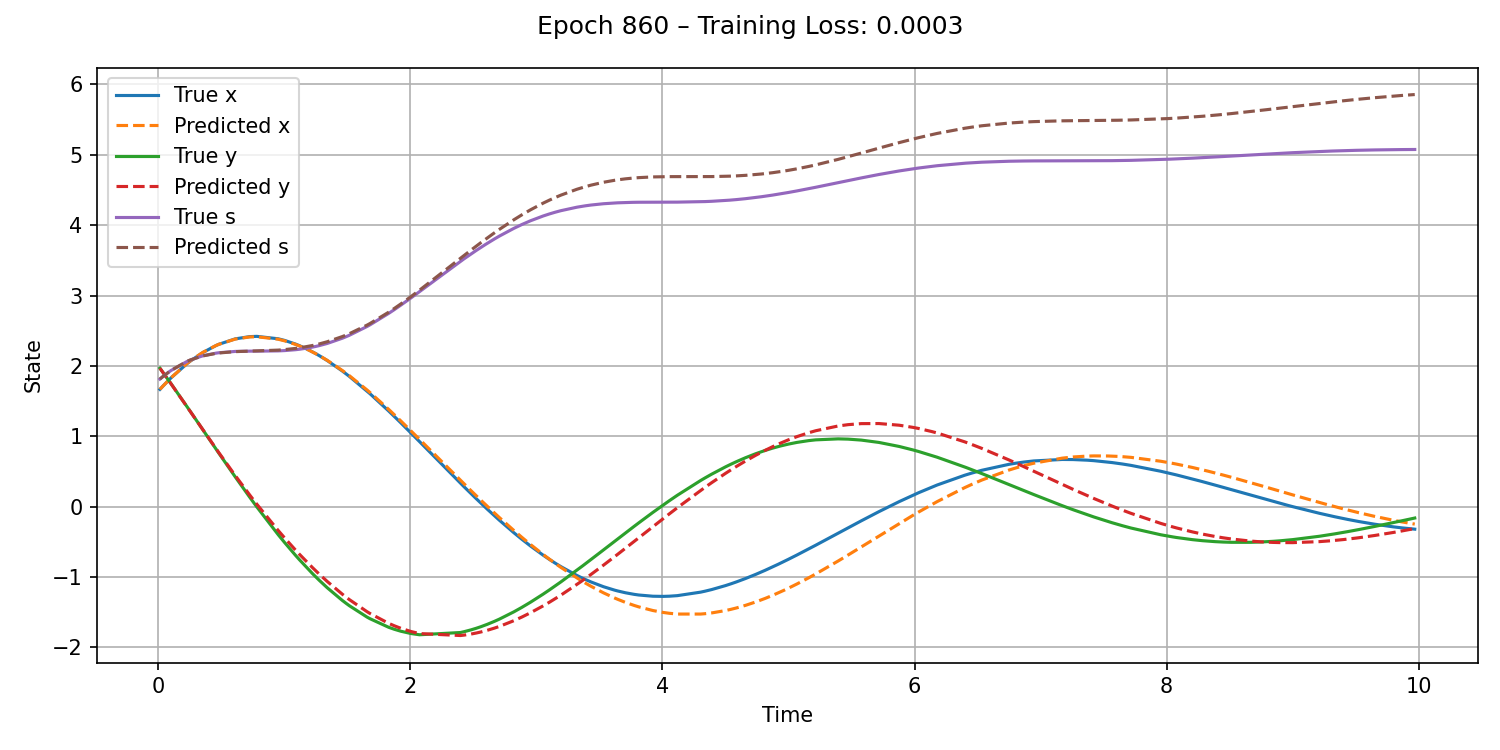 Epoch 860 – Training Loss: 0.0003
6
5
4
3
2
1
0
−1
−2
State
True x
Predicted x
True y
Predicted y
True s
Predicted s
0
2
4
6
8
10
Time